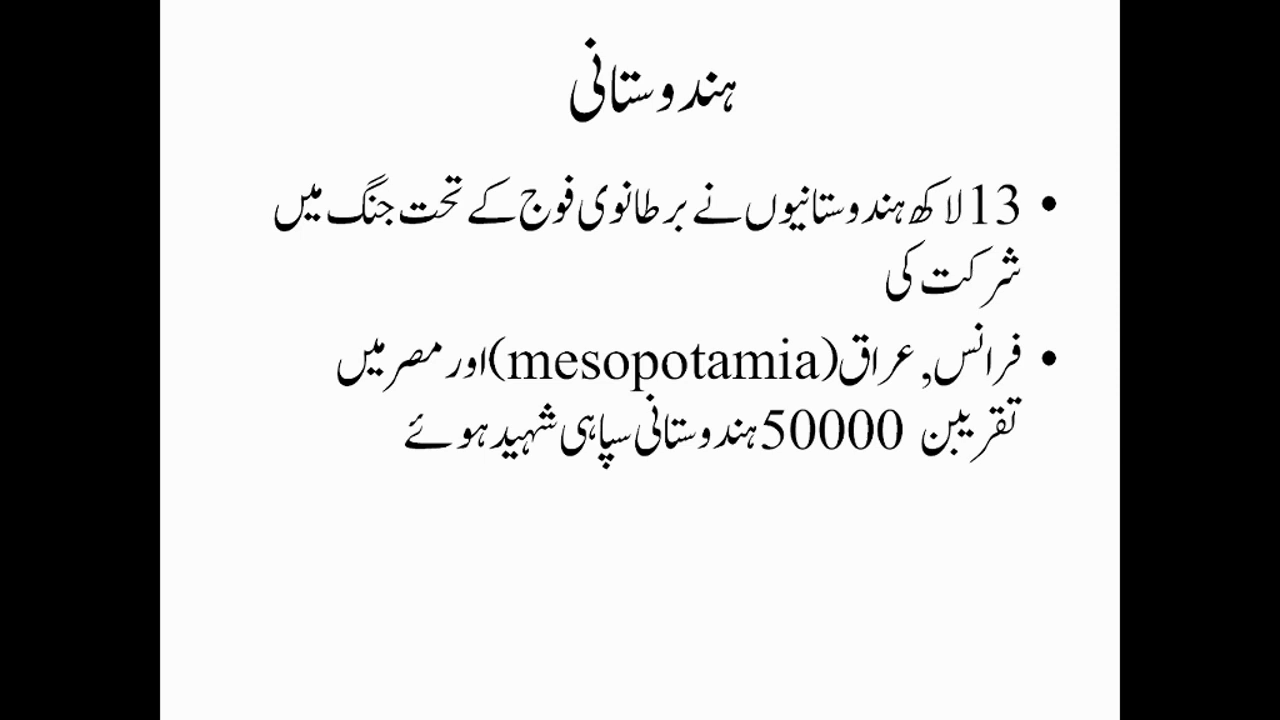 ہندوستانی
• 13 لاکھ ہندوستانیوں نے برطانوی فوج کے تحت جنگ میں
شرکت کی
• فرانس, عراق(mesopotamia)اور مصر میں
تقریبن 50000 ہندوستانی سپاہی شہید ہوئے